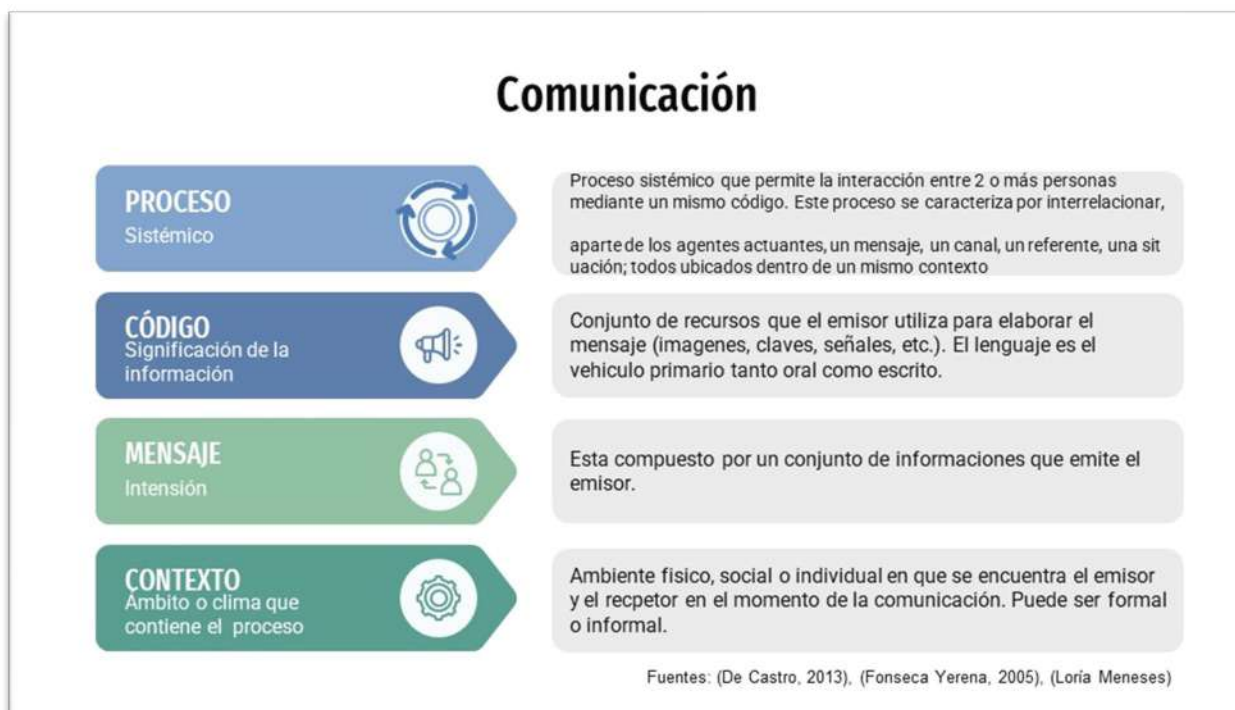 Comunicación
PROCESO
Sistémico
Proceso sistémico que permite la interacción entre 2 o más personas
mediante un mismo código. Este proceso se caracteriza por interrelacionar,
aparte de los agentes actuantes, un mensaje, un canal, un referente, una sit
uación; todos ubicados dentro de un mismo contexto
CÓDIGO
Significación de la
información
Conjunto de recursos que el emisor utiliza para elaborar el
mensaje (imagenes, claves, señales, etc.). El lenguaje es el
vehiculo primario tanto oral como escrito.
MENSAJE
Intensión
Esta compuesto por un conjunto de informaciones que emite el
emisor.
CONTEXTO
Ámbito o clima que
contiene el proceso
Ambiente fisico, social o individual en que se encuentra el emisor
y el recpetor en el momento de la comunicación. Puede ser formal
o informal.
Fuentes: (De Castro, 2013), (Fonseca Yerena, 2005), (Loría Meneses)